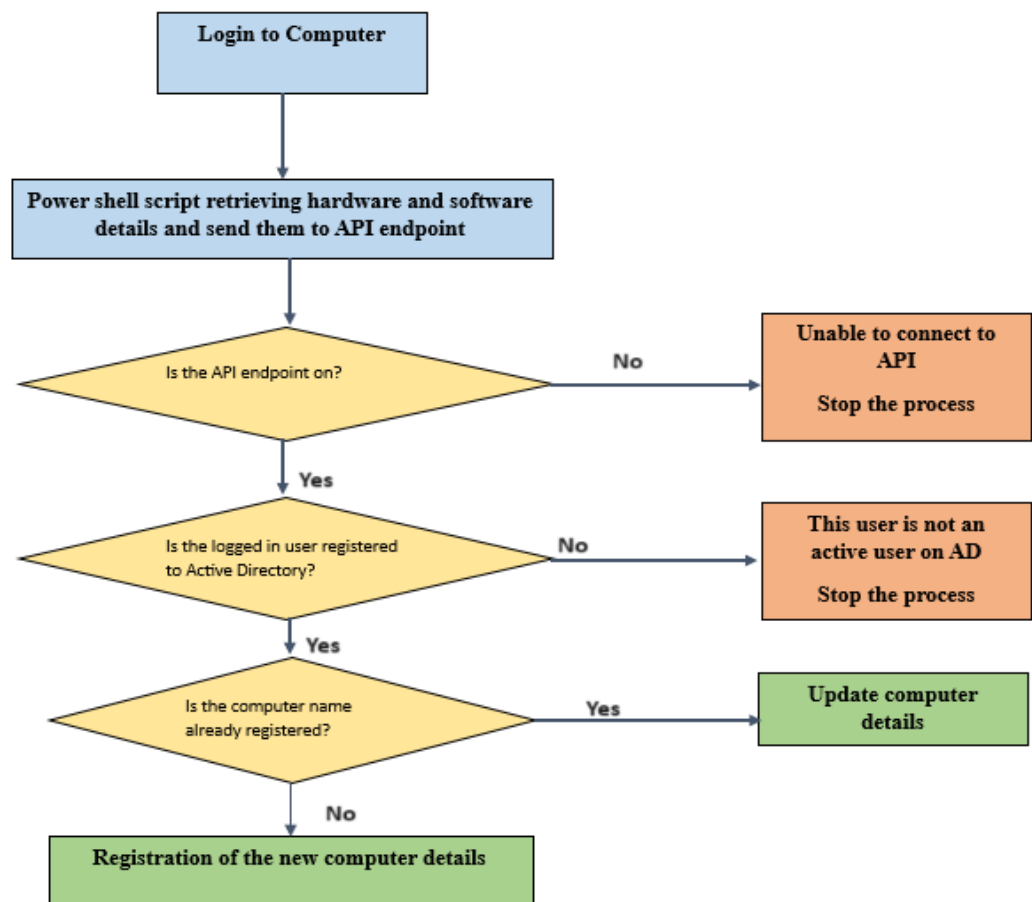 Login to Computer
Power shell script retrieving hardware and software
details and send them to API endpoint
Is the API endpoint on?
No
Unable to connect to
API
Stop the process
Yes
Is the logged in user registered
to Active Directory?
No
This user is not an
active user on AD
Stop the process
Yes
Is the computer name
already registered?
Yes
Update computer
details
No
Registration of the new computer details